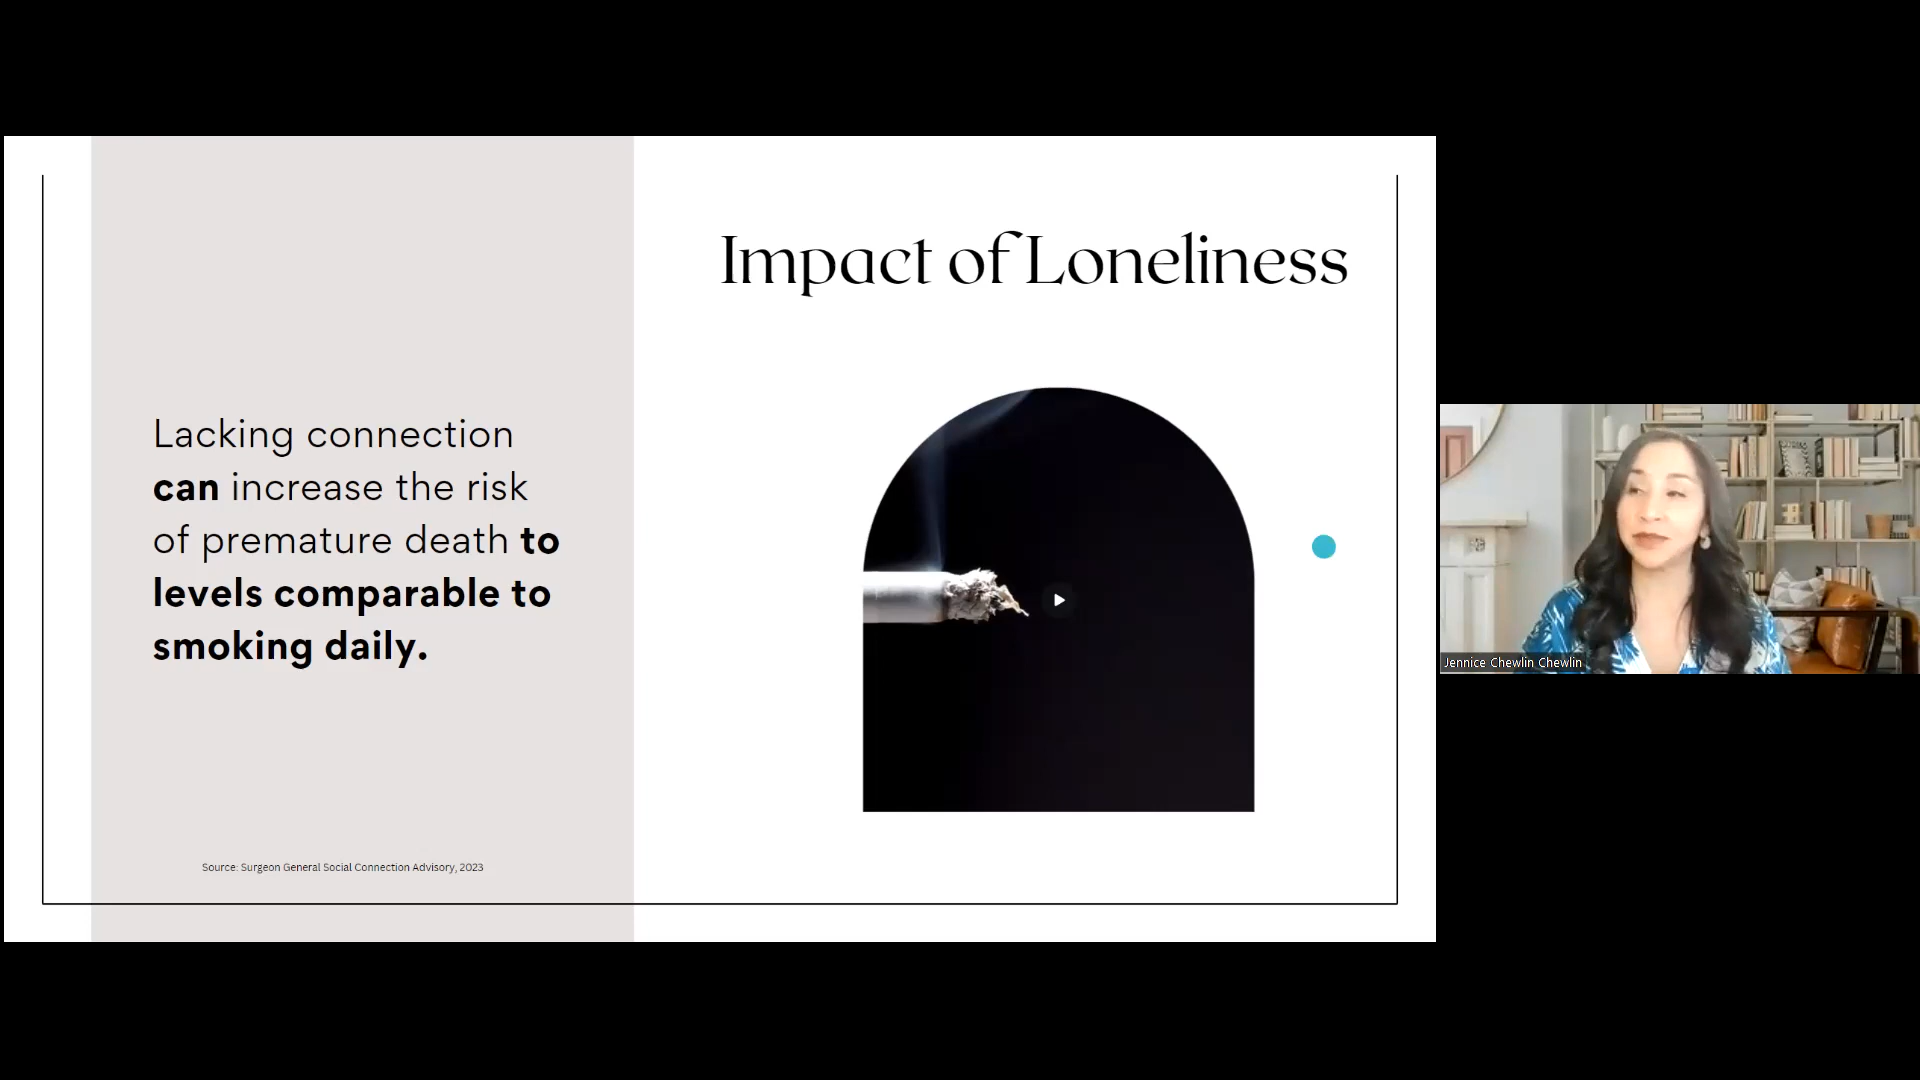 Impact of Loneliness
Lacking connection
can increase the risk
of premature death to
levels comparable to
smoking daily.
Source: Surgeon General Social Connection Advisory, 2023
Jennice Chewlin Chewlin